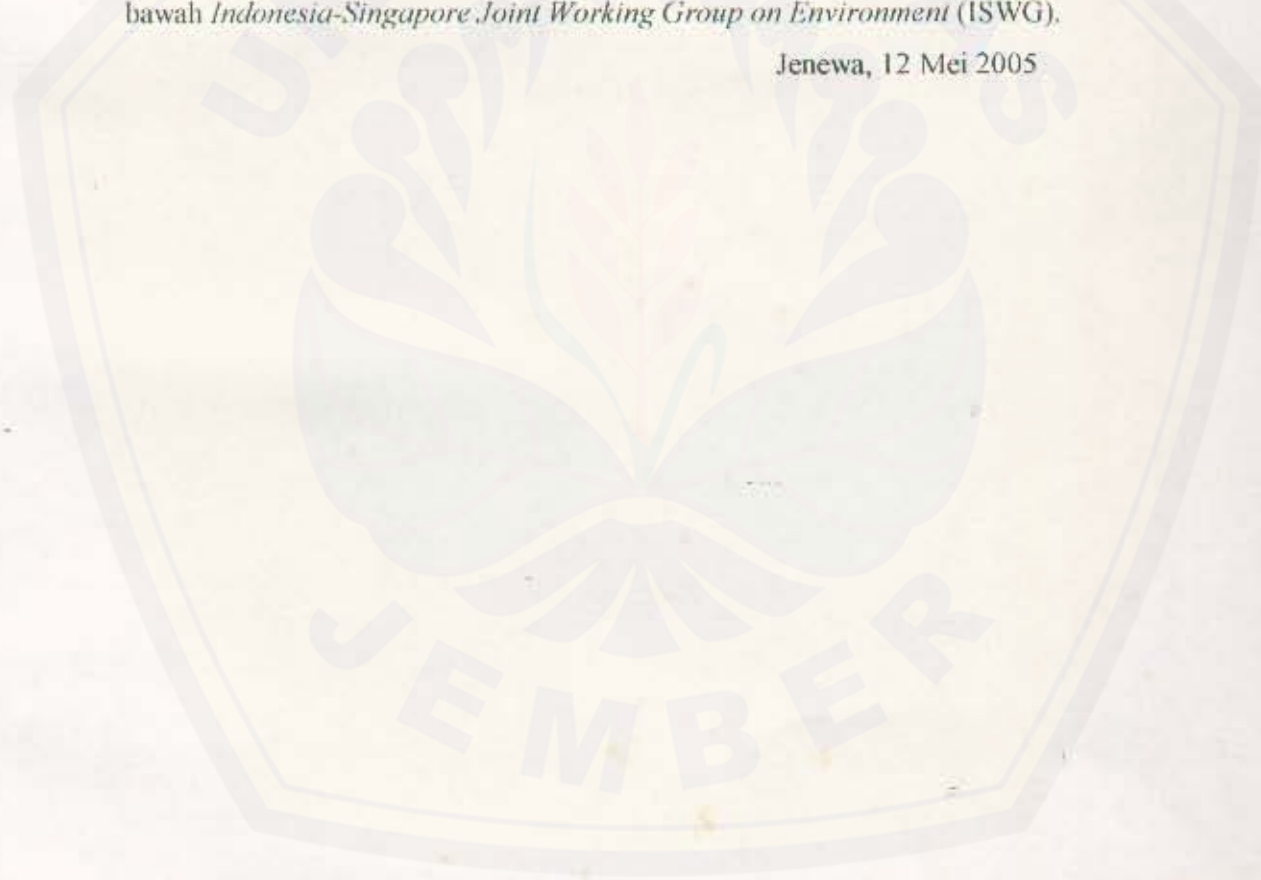 bawah Indonesia-Singapore Joint Working Group on Environment (ISWG).
Jenewa, 12 Mei 2005
U S
JEMBER